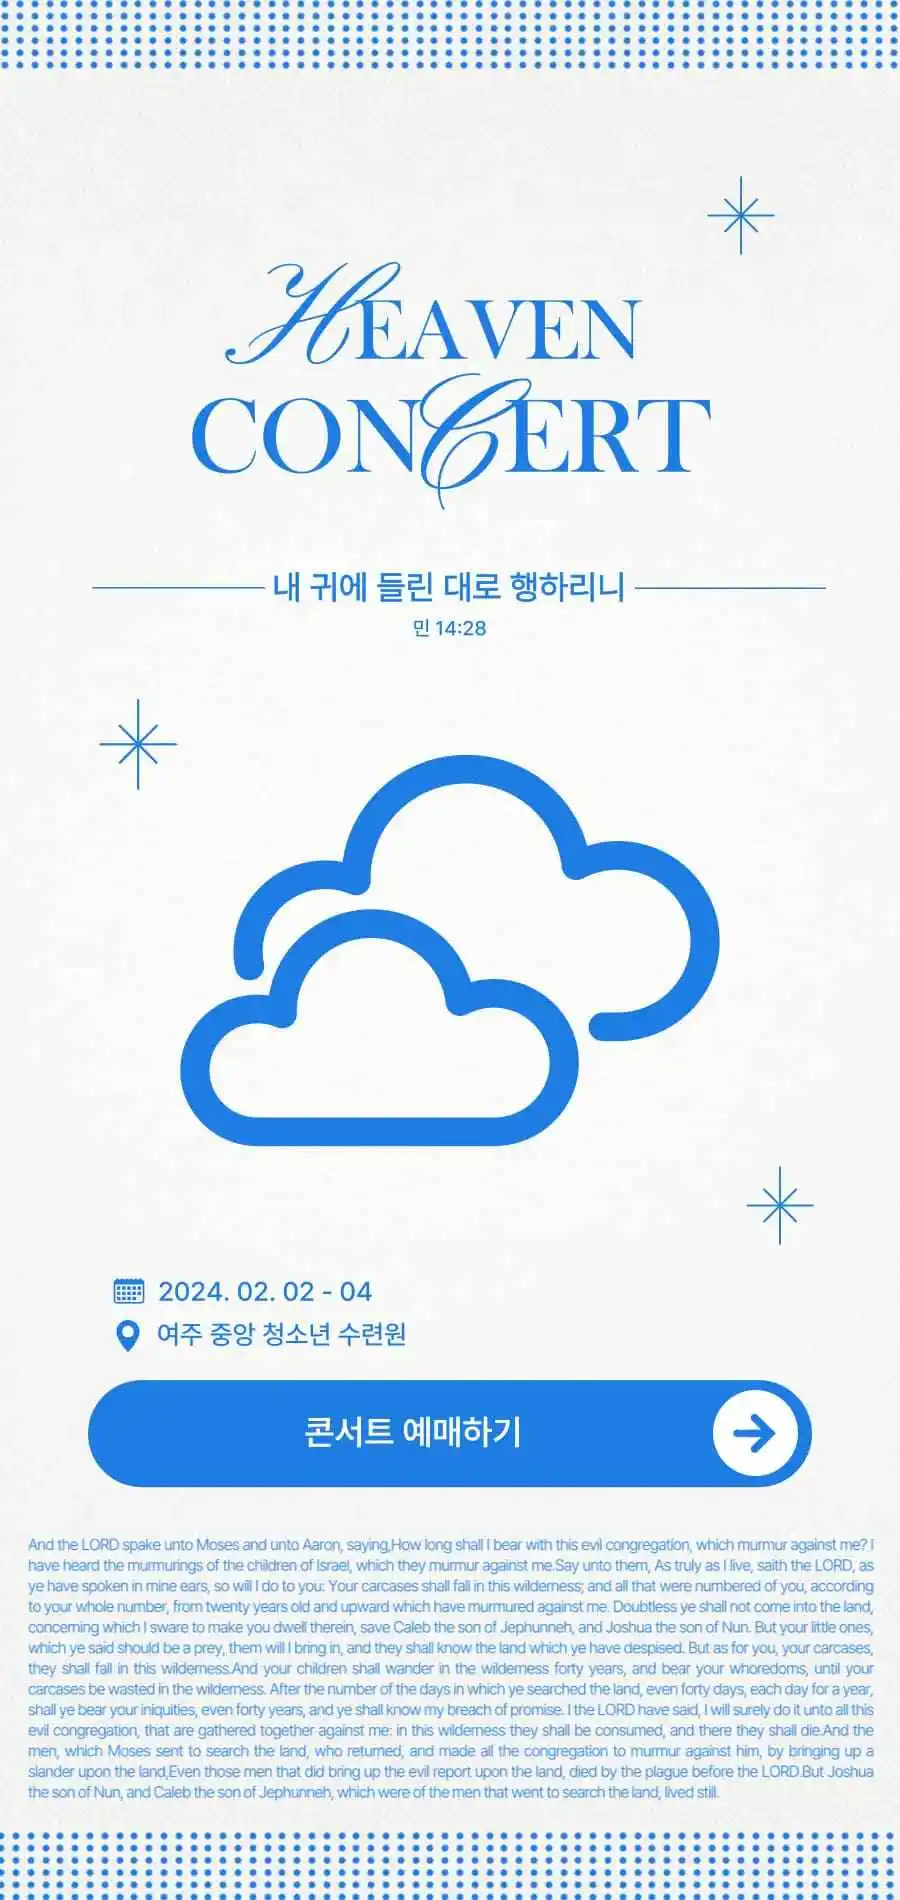 HEAVEN
CONCERT
내 귀에 들린 대로 행하리니
민 14:28
2024. 02. 02 - 04
여주 중앙 청소년 수련원
콘서트 예매하기
And the LORD spake unto Moses and unto Aaron, saying,How long shall I bear with this evil congregation, which murmur against me? I
have heard the murmurings of the children of Israel, which they murmur against me.Say unto them, As truly as I live, saith the LORD, as
ye have spoken in mine ears, so will I do to you: Your carcases shall fall in this wilderness; and all that were numbered of you, according
to your whole number, from twenty years old and upward which have murmured against me. Doubtless ye shall not come into the land,
concerning which I sware to make you dwell therein, save Caleb the son of Jephunneh, and Joshua the son of Nun. But your little ones,
which ye said should be a prey, them will I bring in, and they shall know the land which ye have despised. But as for you, your carcases,
they shall fall in this wilderness.And your children shall wander in the wilderness forty years, and bear your whoredoms, until your
carcases be wasted in the wilderness. After the number of the days in which ye searched the land, even forty days, each day for a year,
shall ye bear your iniquities, even forty years, and ye shall know my breach of promise. I the LORD have said, I will surely do it unto all this
evil congregation, that are gathered together against me: in this wilderness they shall be consumed, and there they shall die.And the
men, which Moses sent to search the land, who returned, and made all the congregation to murmur against him, by bringing up a
slander upon the land,Even those men that did bring up the evil report upon the land, died by the plague before the LORD.But Joshua
the son of Nun, and Caleb the son of Jephunneh, which were of the men that went to search the land, lived still.